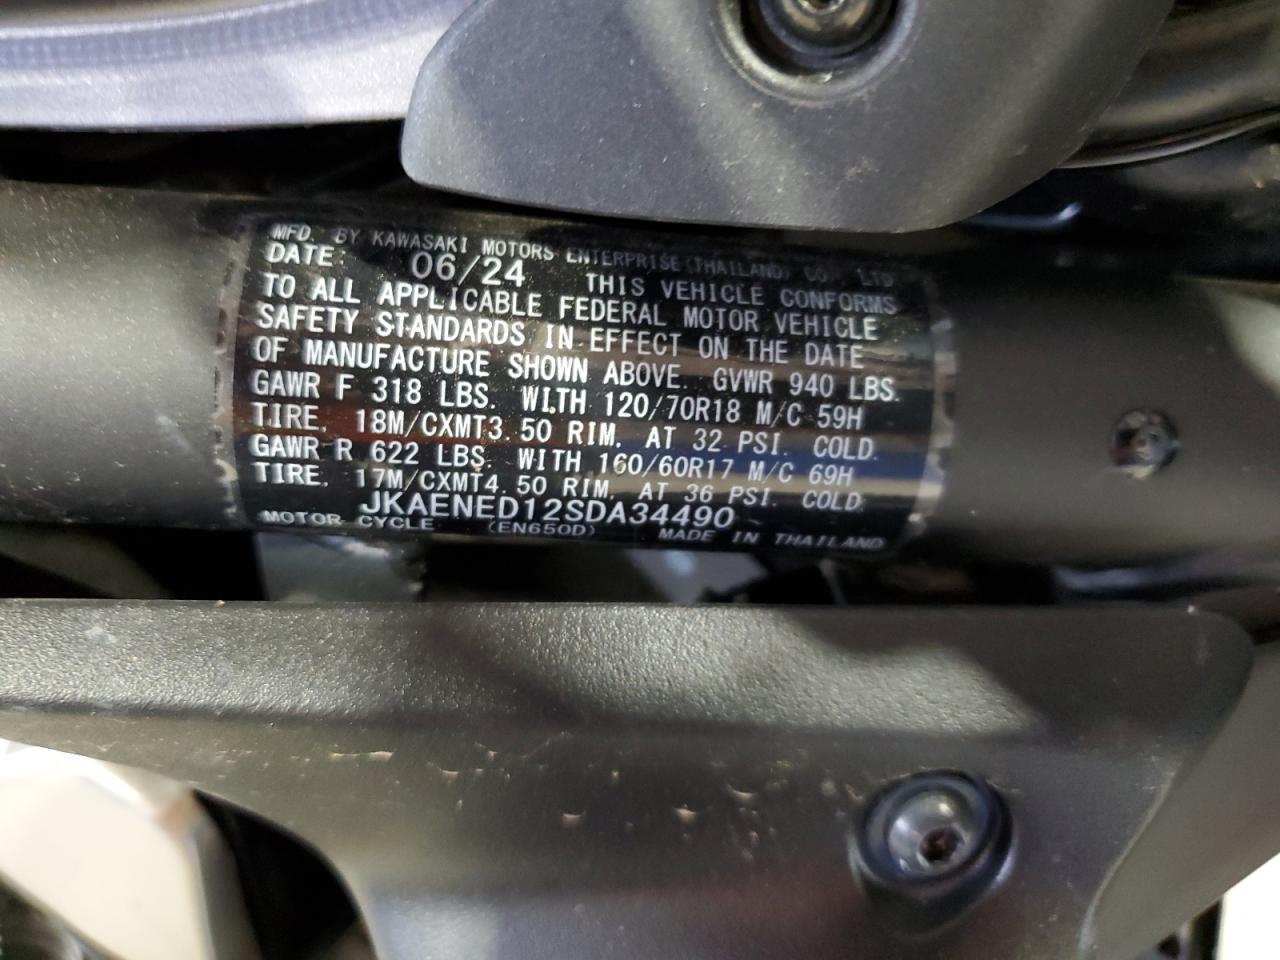 MFD. BY KAWASAKI MOTORS ENTERPRISE (THAILAND) CO., LTD
DATE: 06/24 THIS VEHICLE CONFORMS
TO ALL APPLICABLE FEDERAL MOTOR VEHICLE
SAFETY STANDARDS IN EFFECT ON THE DATE
OF MANUFACTURE SHOWN ABOVE. GVWR 940 LBS.
GAWR F 318 LBS. WITH 120/70R18 M/C 59H
TIRE, 18M/CXMT3.50 RIM, AT 32 PSI. COLD.
GAWR R 622 LBS. WITH 160/60R17 M/C 69H
TIRE, 17M/CXMT4.50 RIM, AT 36 PSI. COLD.
JKAENED12SDA34490
MOTOR CYCLE (EN650D) MADE IN THAILAND